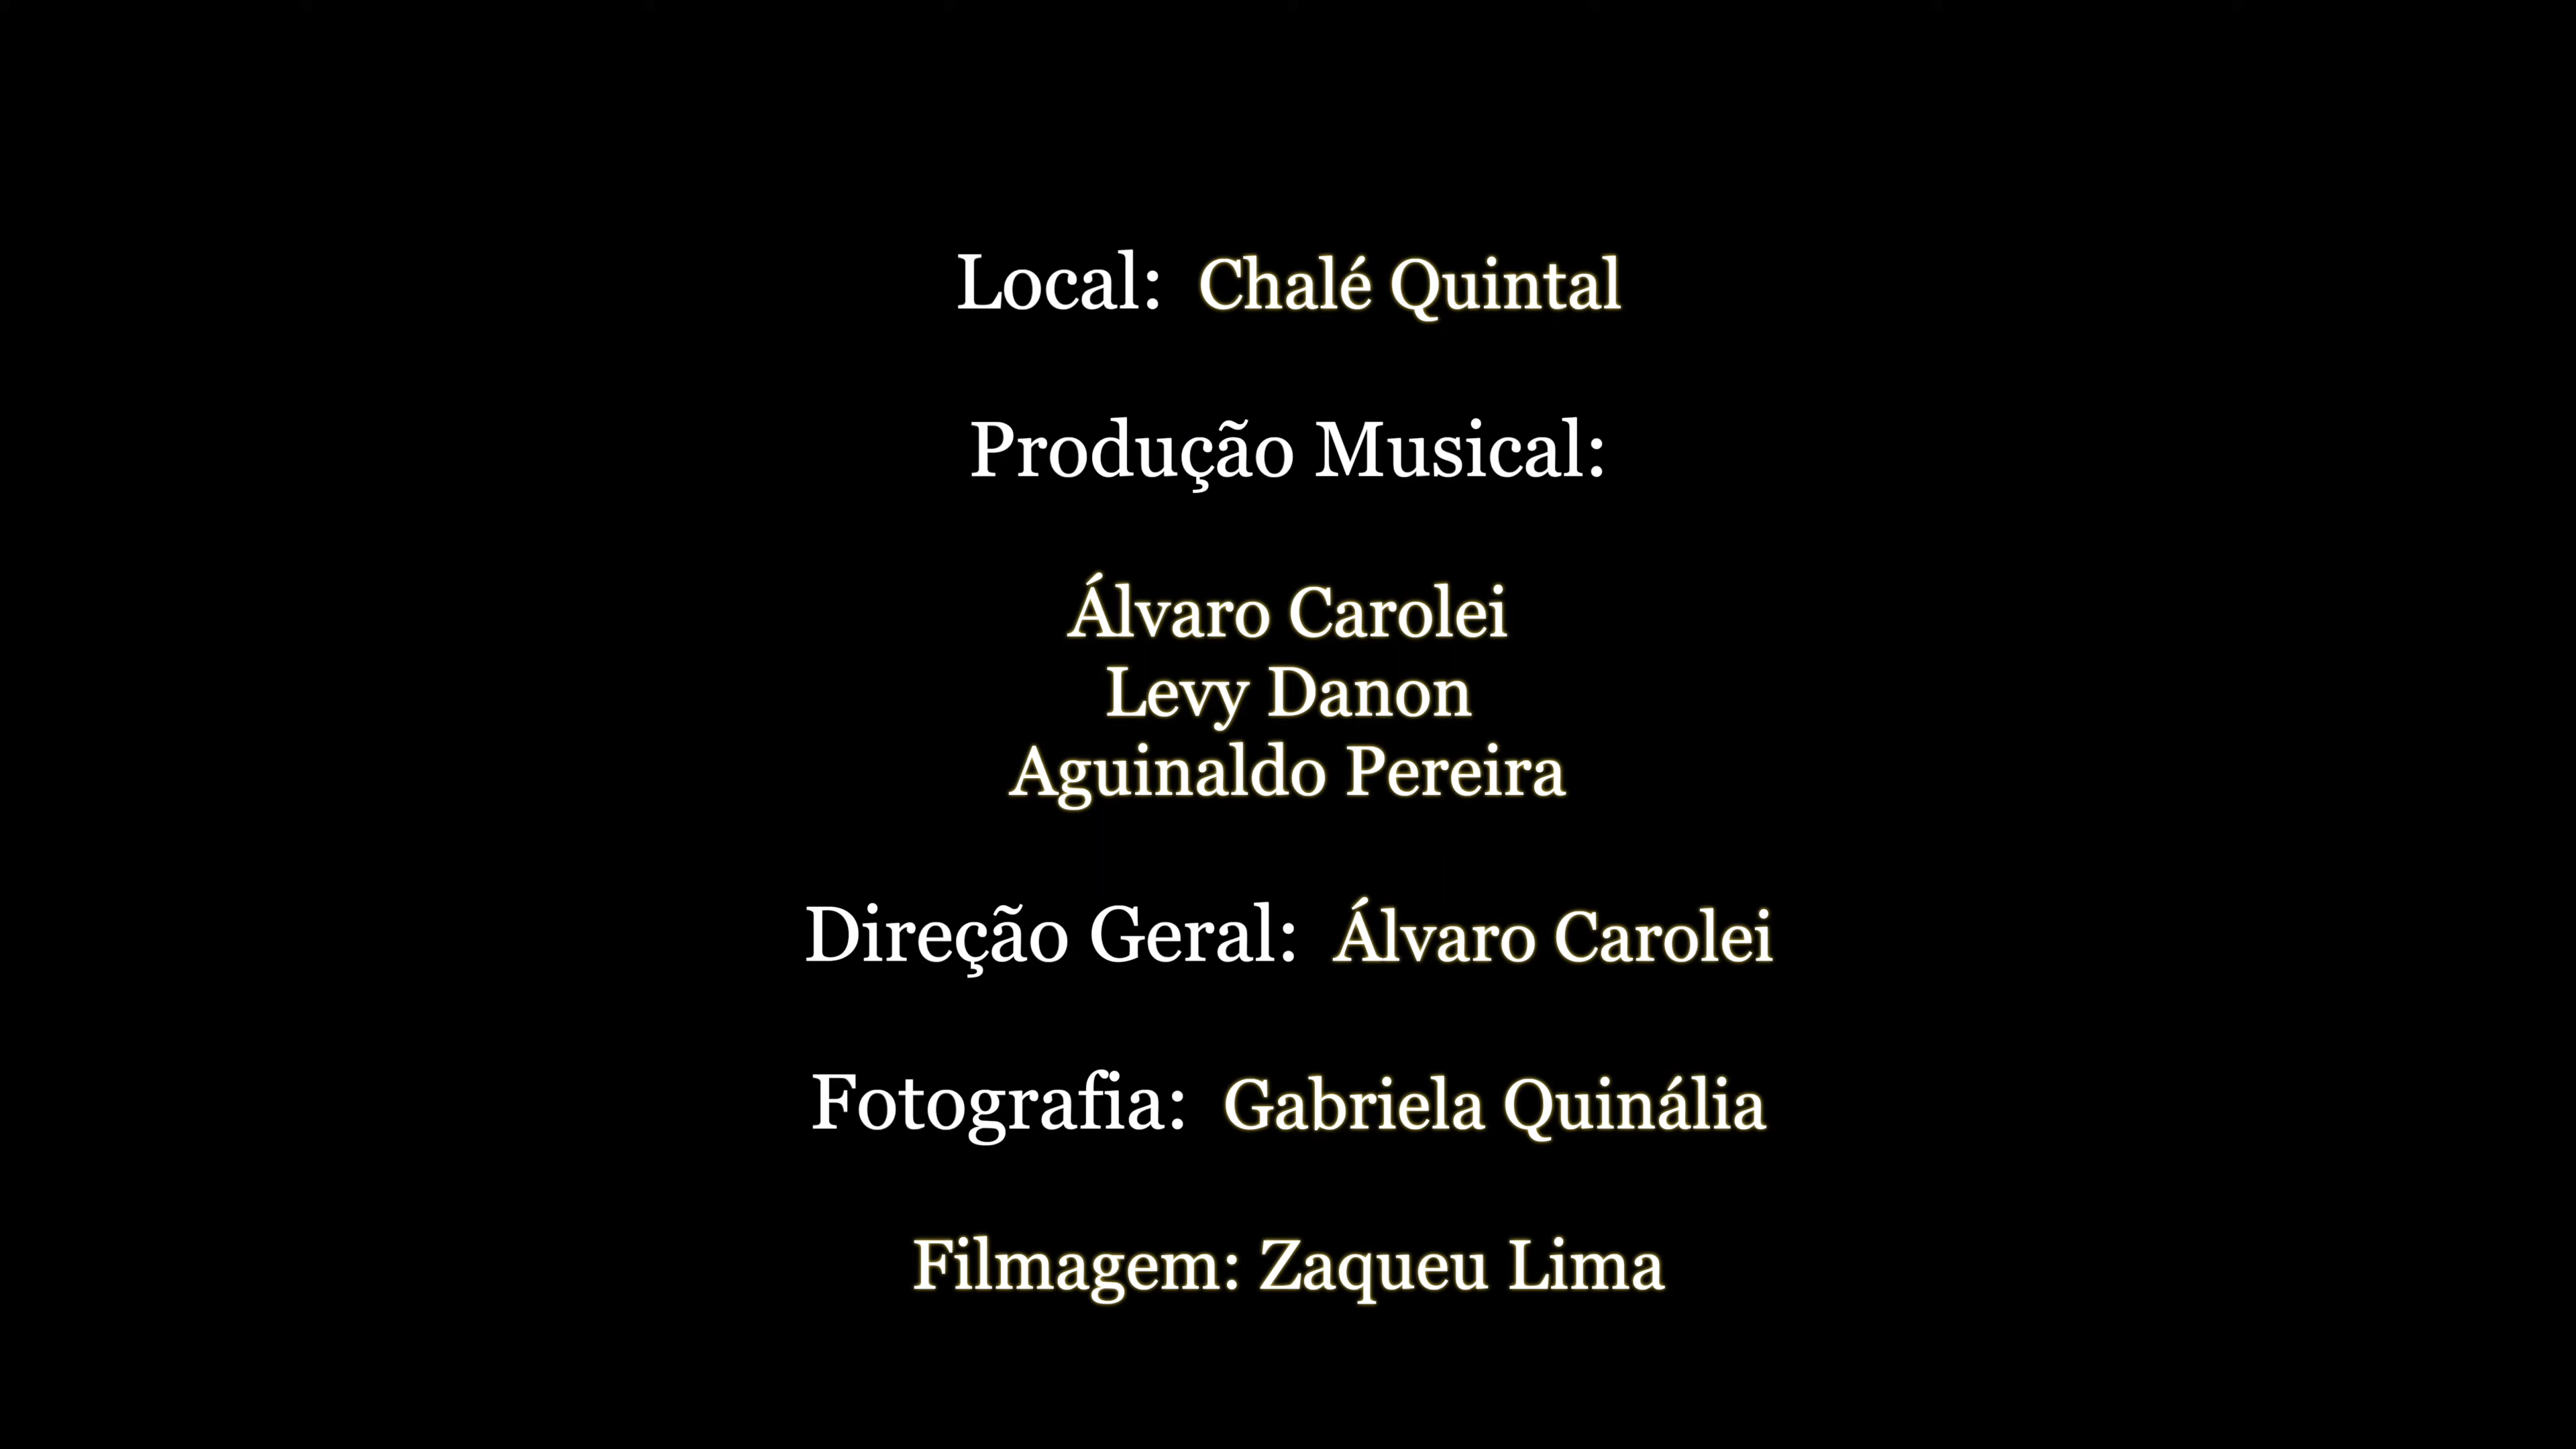 Local: Chalé Quintal
Produção Musical:
Álvaro Carolei
Levy Danon
Aguinaldo Pereira
Direção Geral: Álvaro Carolei
Fotografia: Gabriela Quinália
Filmagem: Zaqueu Lima